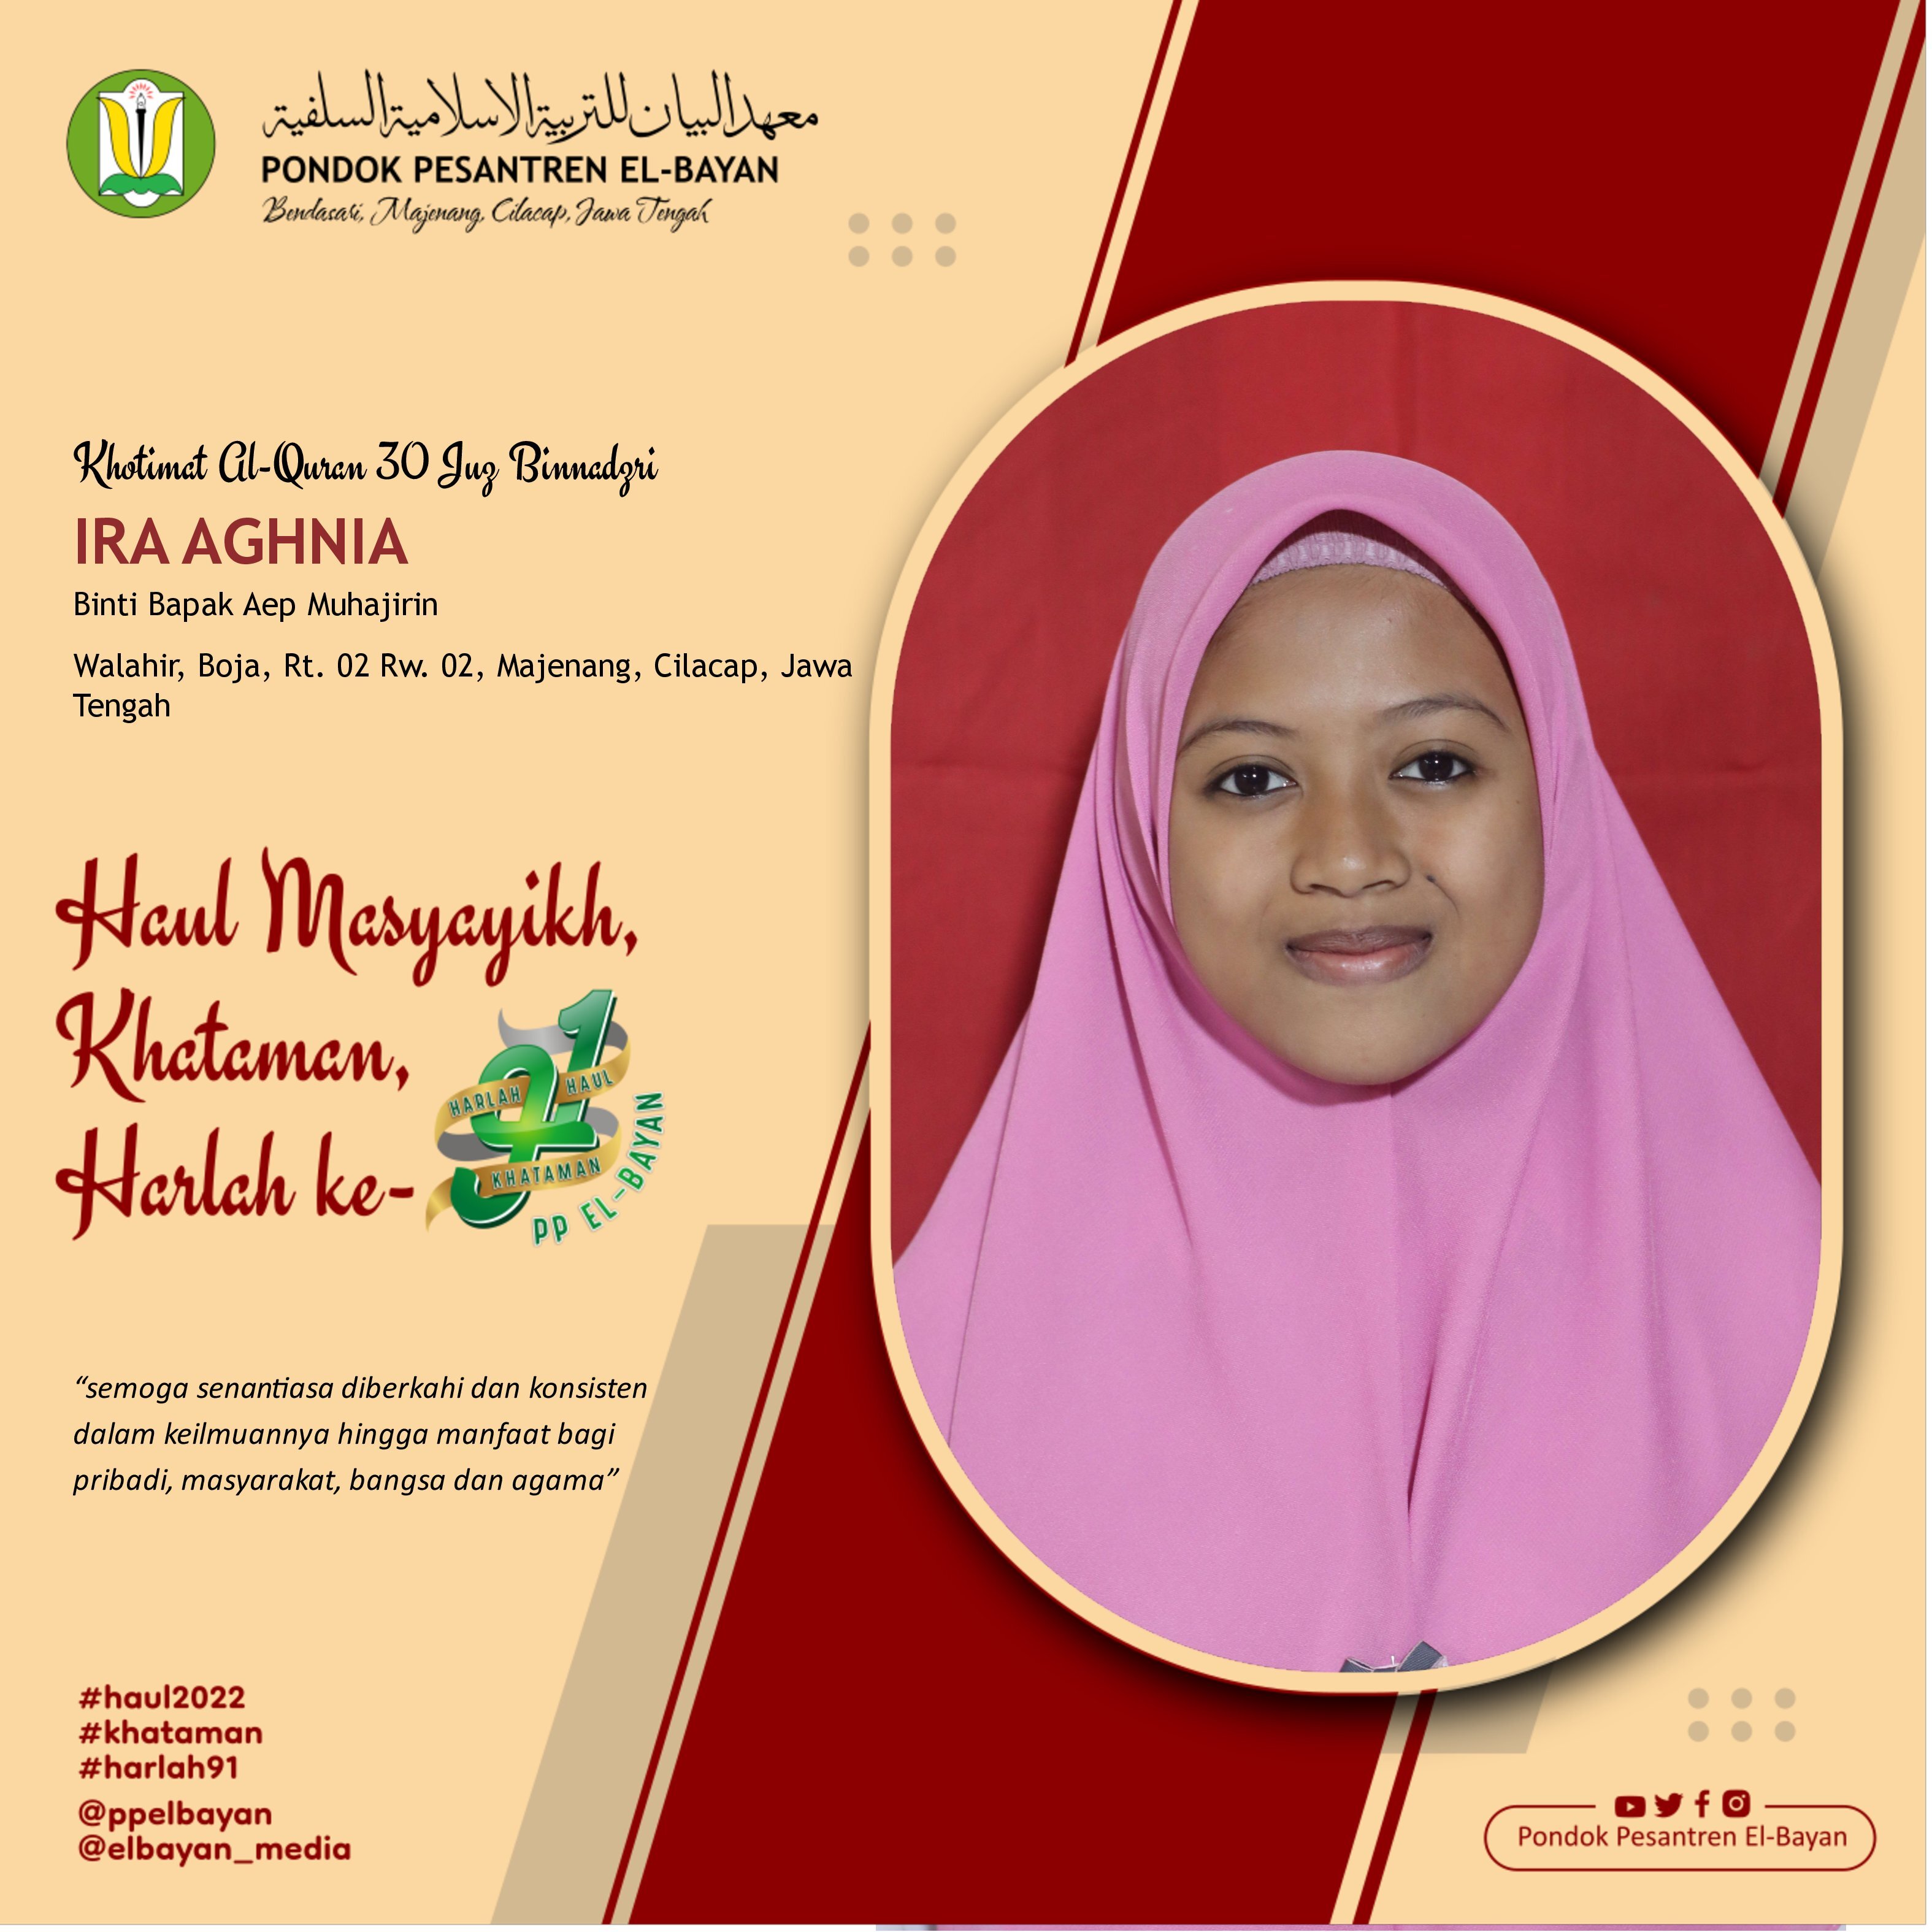 معهد البيان للتربية الاسلامية السلفية
PONDOK PESANTREN EL-BAYAN
Bendasari, Majenang, Cilacap, Jawa Tengah
Khotimat Al-Quran 30 Juz Binnadzri
IRA AGHNIA
Binti Bapak Aep Muhajirin
Walahir, Boja, Rt. 02 Rw. 02, Majenang, Cilacap, Jawa
Tengah
Haul Masyayikh,
Khataman,
Harlah ke-
91
HARLAH HAUL
KHATAMAN
PP EL-BAYAN
“semoga senantiasa diberkahi dan konsisten
dalam keilmuannya hingga manfaat bagi
pribadi, masyarakat, bangsa dan agama”
#haul2022
#khataman
#harlah91
@ppelbayan
@elbayan_media
Pondok Pesantren El-Bayan